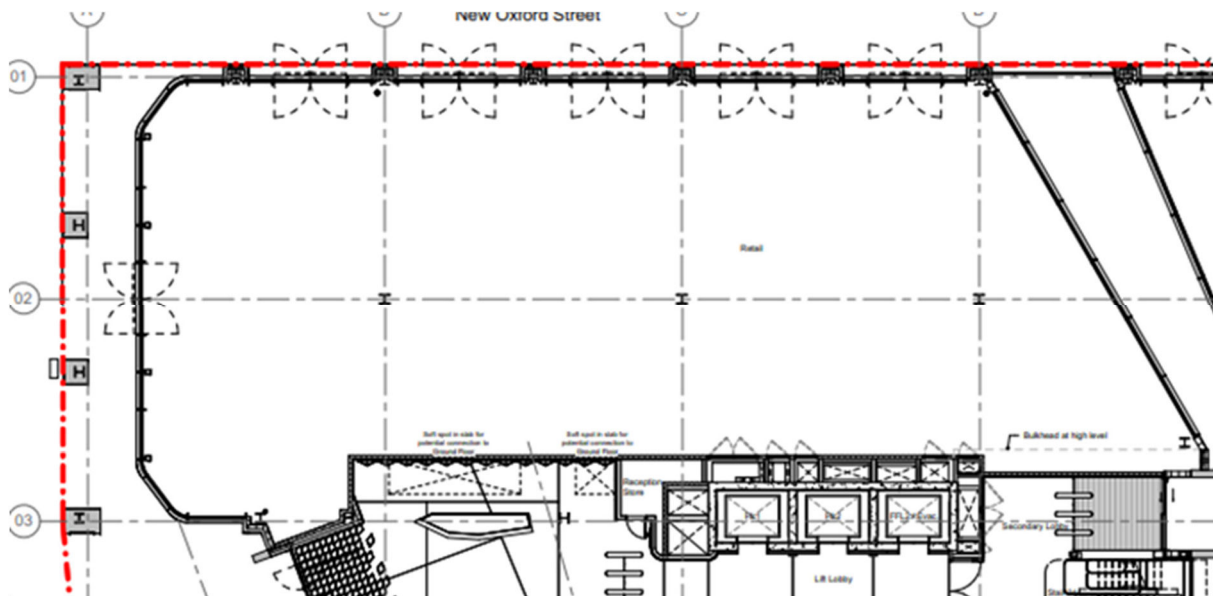 New Oxford Street
01
Retail
02
Soft spot in slab for
potential connection to
Ground Floor
Soft spot in slab for
potential connection to
Ground Floor
Bulkhead at high level
Reception
Store
03
Secondary Lobby
Lift Lobby